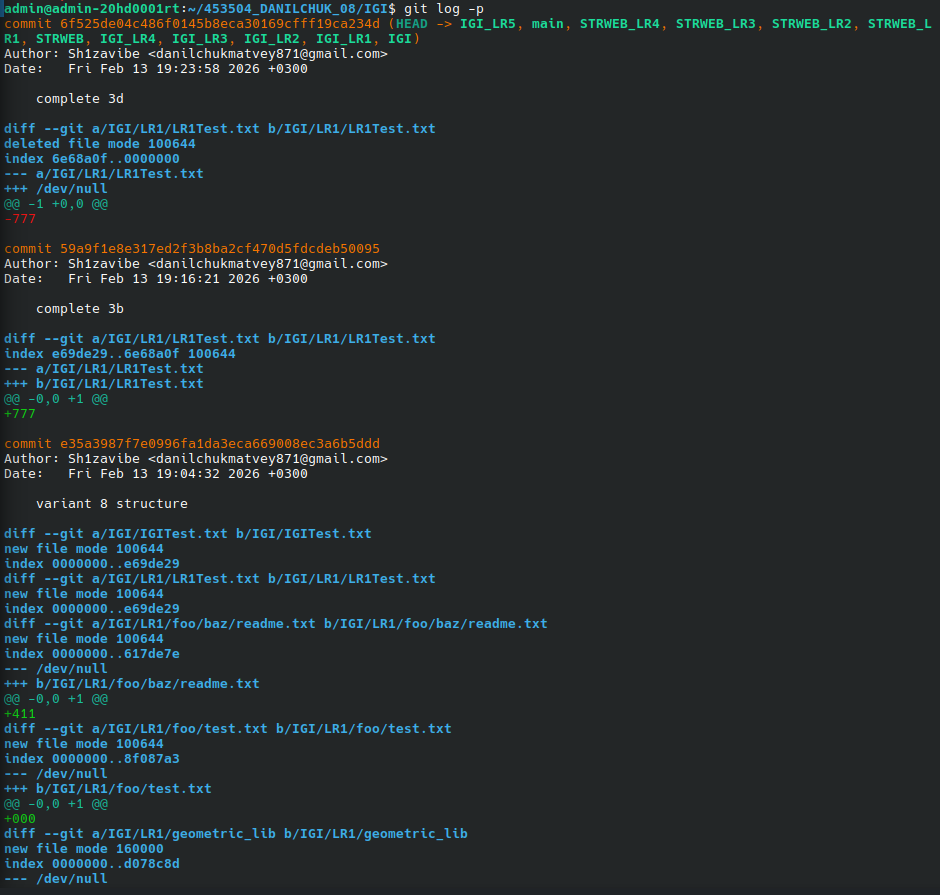 admin@admin-20hd0001rt:~/453504_DANILCHUK_08/IGI$ git log -p
commit 6f525de04c486f0145b8eca30169cfff19ca234d (HEAD -> IGI_LR5, main, STRWEB_LR4, STRWEB_LR3, STRWEB_LR2, STRWEB_L
R1, STRWEB, IGI_LR4, IGI_LR3, IGI_LR2, IGI_LR1, IGI)
Author: Sh1zavibe <danilchukmatvey871@gmail.com>
Date:   Fri Feb 13 19:23:58 2026 +0300
    complete 3d
diff --git a/IGI/LR1/LR1Test.txt b/IGI/LR1/LR1Test.txt
deleted file mode 100644
index 6e68a0f..0000000
--- a/IGI/LR1/LR1Test.txt
+++ /dev/null
@@ -1 +0,0 @@
-777
commit 59a9f1e8e317ed2f3b8ba2cf470d5fdcdeb50095
Author: Sh1zavibe <danilchukmatvey871@gmail.com>
Date:   Fri Feb 13 19:16:21 2026 +0300
    complete 3b
diff --git a/IGI/LR1/LR1Test.txt b/IGI/LR1/LR1Test.txt
index e69de29..6e68a0f 100644
--- a/IGI/LR1/LR1Test.txt
+++ b/IGI/LR1/LR1Test.txt
@@ -0,0 +1 @@
+777
commit e35a3987f7e0996fa1da3eca669008ec3a6b5ddd
Author: Sh1zavibe <danilchukmatvey871@gmail.com>
Date:   Fri Feb 13 19:04:32 2026 +0300
    variant 8 structure
diff --git a/IGI/IGITest.txt b/IGI/IGITest.txt
new file mode 100644
index 0000000..e69de29
diff --git a/IGI/LR1/LR1Test.txt b/IGI/LR1/LR1Test.txt
new file mode 100644
index 0000000..e69de29
diff --git a/IGI/LR1/foo/baz/readme.txt b/IGI/LR1/foo/baz/readme.txt
new file mode 100644
index 0000000..617de7e
--- /dev/null
+++ b/IGI/LR1/foo/baz/readme.txt
@@ -0,0 +1 @@
+411
diff --git a/IGI/LR1/foo/test.txt b/IGI/LR1/foo/test.txt
new file mode 100644
index 0000000..8f087a3
--- /dev/null
+++ b/IGI/LR1/foo/test.txt
@@ -0,0 +1 @@
+000
diff --git a/IGI/LR1/geometric_lib b/IGI/LR1/geometric_lib
new file mode 160000
index 0000000..d078c8d
--- /dev/null